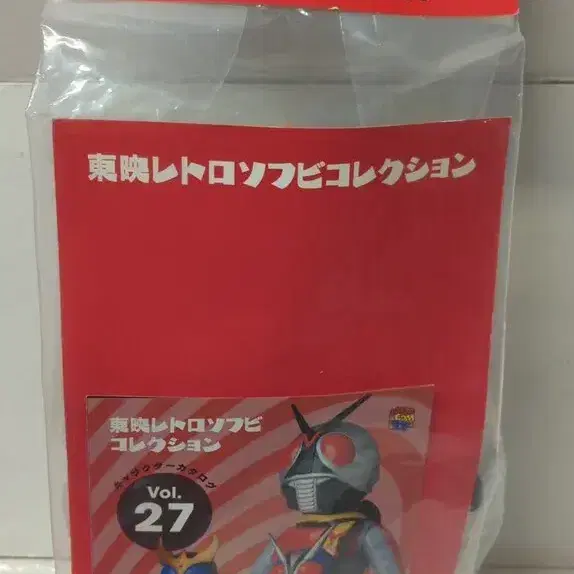 東映レトロソフビコレクション
東映レトロソフビ
コレクション
キャラクターカタログ
Vol.
27